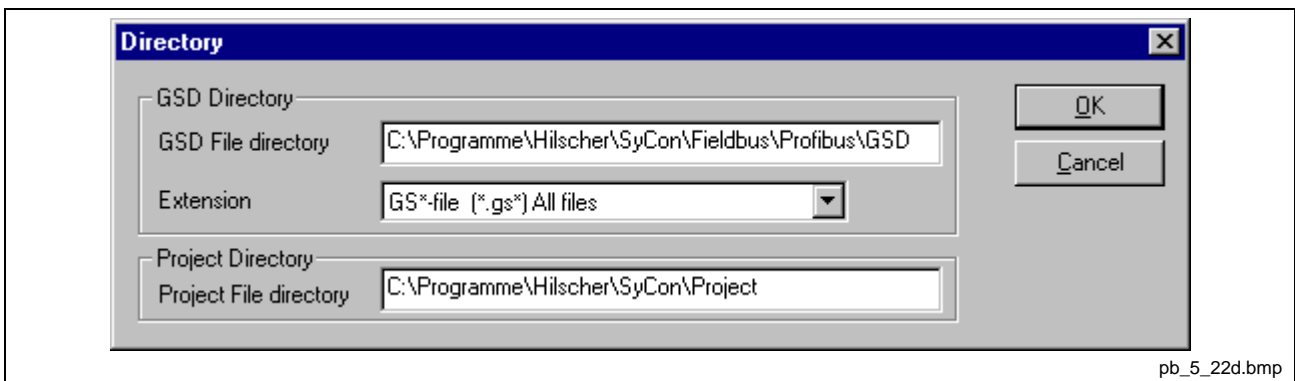 Directory
GSD Directory
GSD File directory C:\Programme\Hilscher\SyCon\Fieldbus\Profibus\GSD
Extension GS*-file (*.gs*) All files
Project Directory
Project File directory C:\Programme\Hilscher\SyCon\Project
OK
Cancel
pb_5_22d.bmp